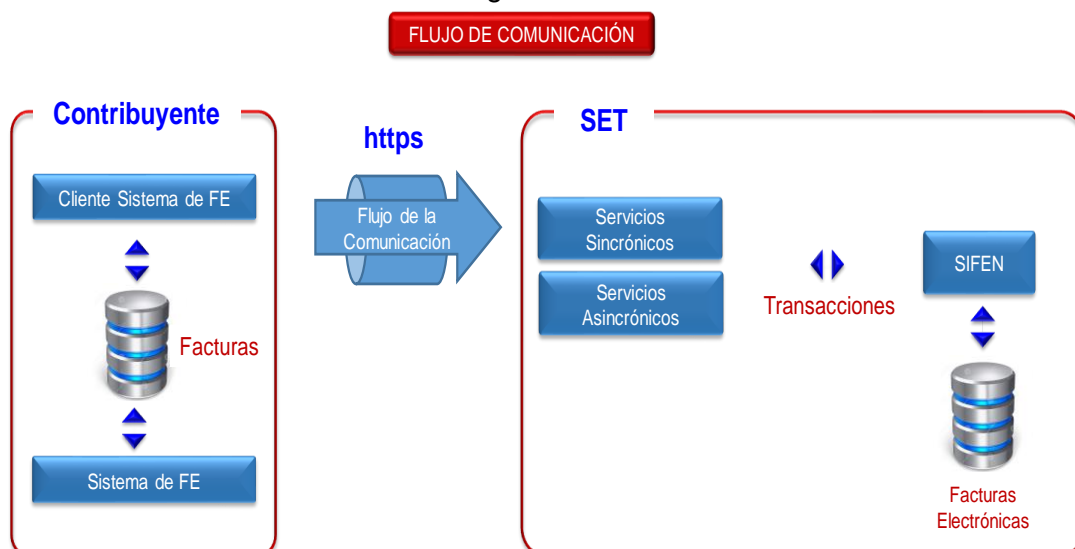 FLUJO DE COMUNICACIÓN
Contribuyente
Cliente Sistema de FE
Facturas
Sistema de FE
https
Flujo de la
Comunicación
SET
Servicios
Sincrónicos
Servicios
Asincrónicos
Transacciones
SIFEN
Facturas
Electrónicas